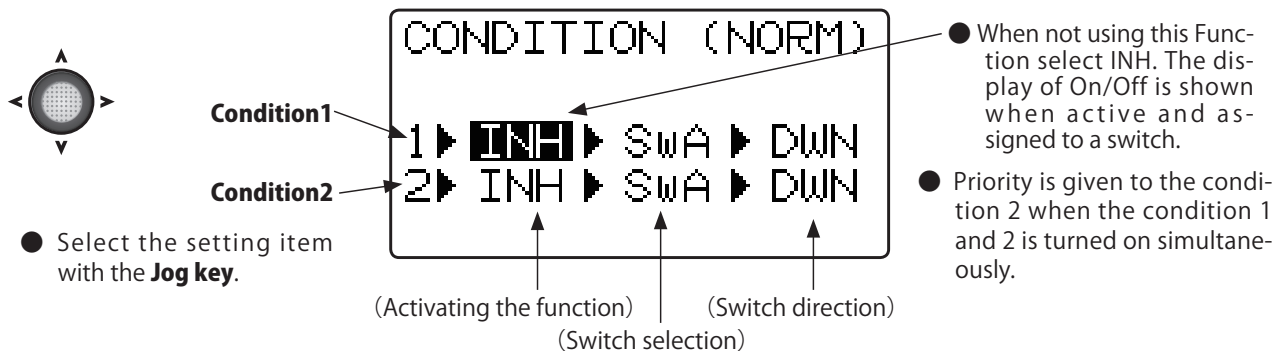 CONDITION (NORM)
Condition1
1▶ INH ▶ SwA ▶ DWN
Condition2
2▶ INH ▶ SwA ▶ DWN
● Select the setting item
with the Jog key.
(Activating the function)
(Switch selection)
(Switch direction)
● When not using this Func-
tion select INH. The dis-
play of On/Off is shown
when active and as-
signed to a switch.
● Priority is given to the condi-
tion 2 when the condition 1
and 2 is turned on simultane-
ously.